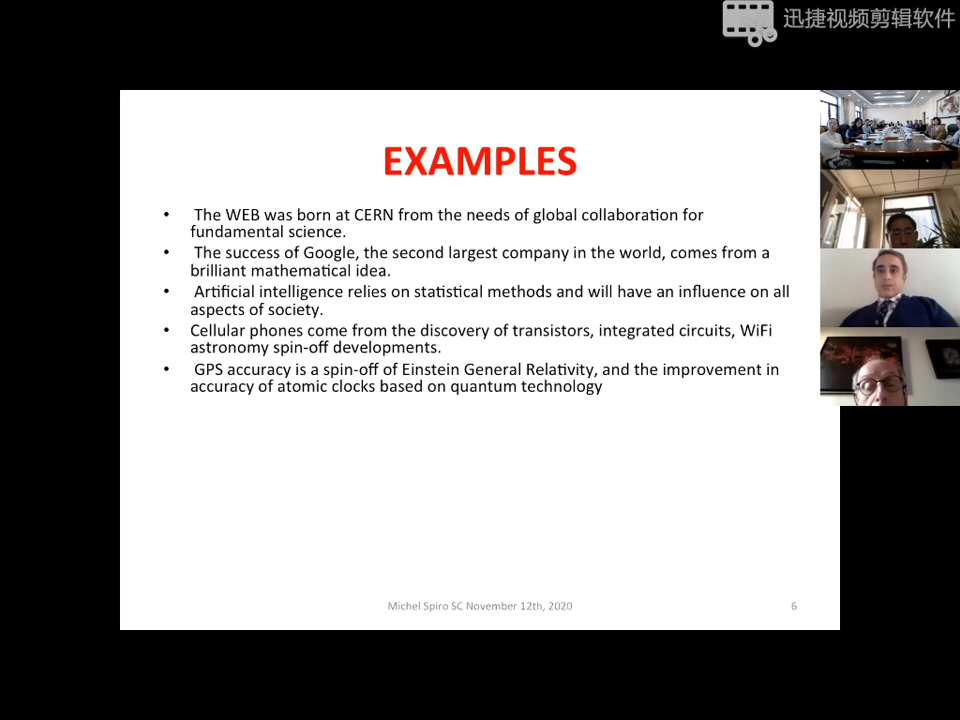 迅捷视频剪辑软件
EXAMPLES
• The WEB was born at CERN from the needs of global collaboration for
fundamental science.
• The success of Google, the second largest company in the world, comes from a
brilliant mathematical idea.
• Artificial intelligence relies on statistical methods and will have an influence on all
aspects of society.
• Cellular phones come from the discovery of transistors, integrated circuits, WiFi
astronomy spin-off developments.
• GPS accuracy is a spin-off of Einstein General Relativity, and the improvement in
accuracy of atomic clocks based on quantum technology
Michel Spiro SC November 12th, 2020
6